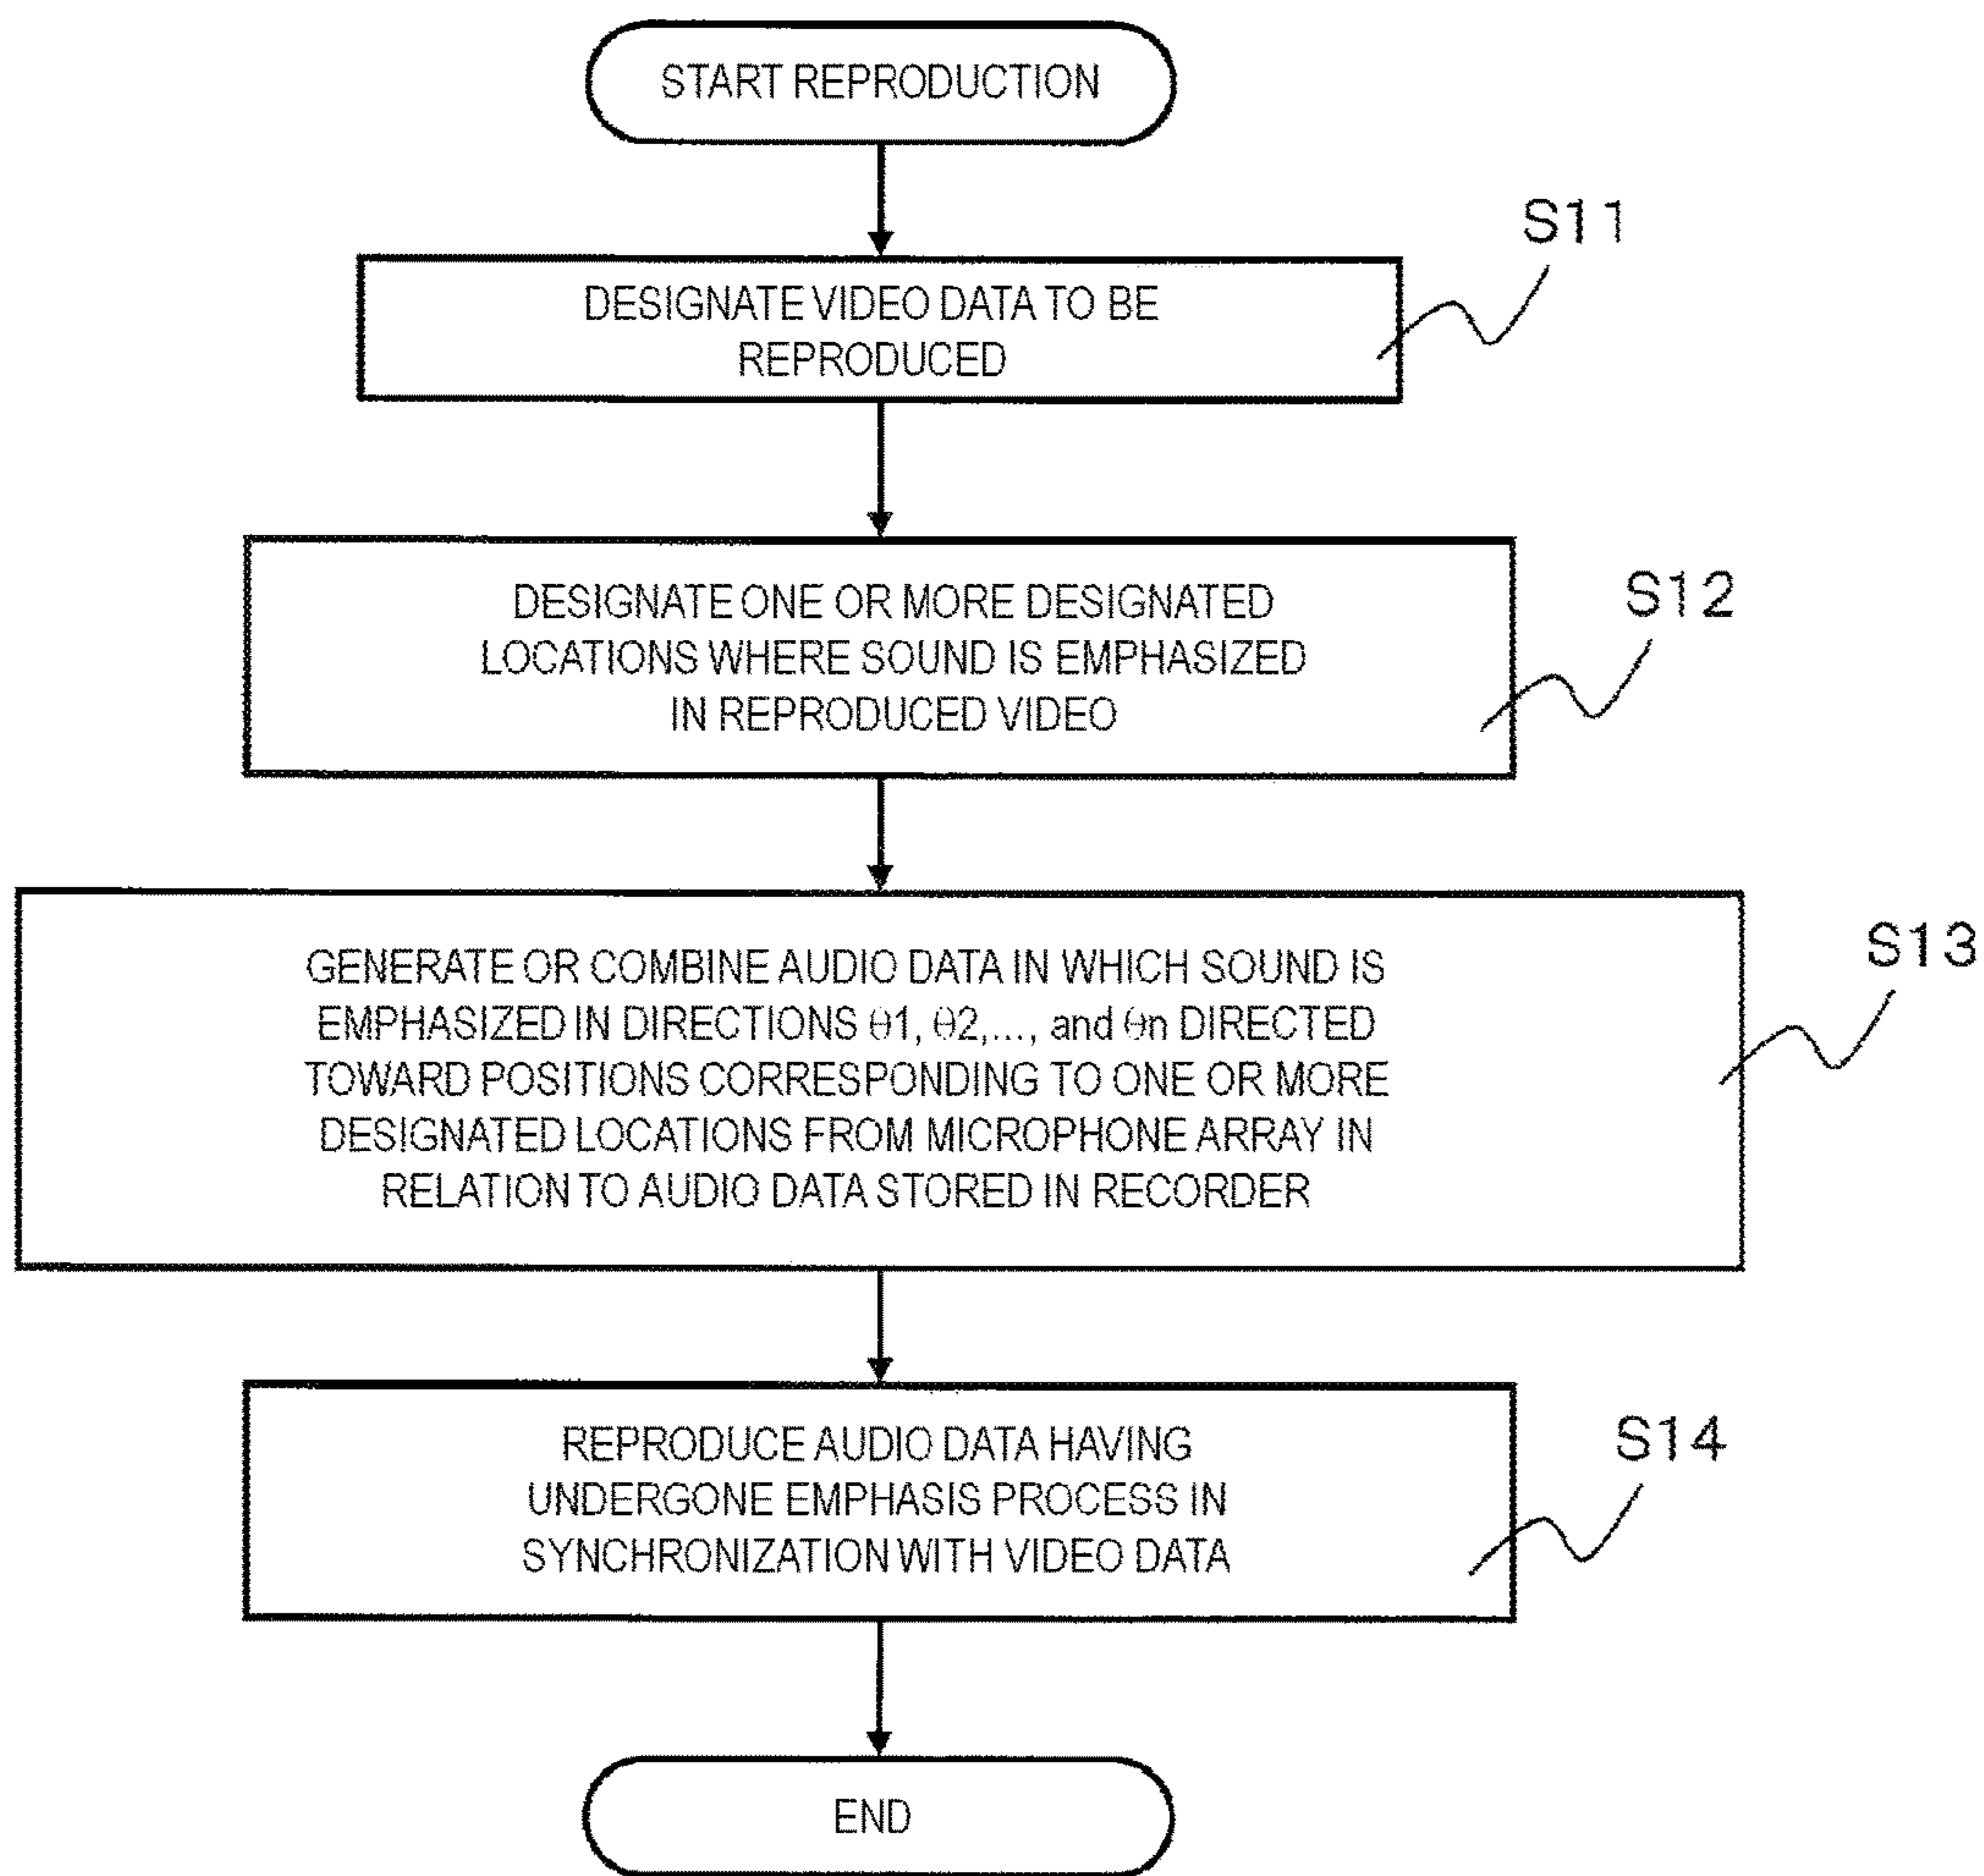 START REPRODUCTION
S11
DESIGNATE VIDEO DATA TO BE
REPRODUCED
S12
DESIGNATE ONE OR MORE DESIGNATED
LOCATIONS WHERE SOUND IS EMPHASIZED
IN REPRODUCED VIDEO
S13
GENERATE OR COMBINE AUDIO DATA IN WHICH SOUND IS
EMPHASIZED IN DIRECTIONS θ1, θ2,..., and θn DIRECTED
TOWARD POSITIONS CORRESPONDING TO ONE OR MORE
DESIGNATED LOCATIONS FROM MICROPHONE ARRAY IN
RELATION TO AUDIO DATA STORED IN RECORDER
S14
REPRODUCE AUDIO DATA HAVING
UNDERGONE EMPHASIS PROCESS IN
SYNCHRONIZATION WITH VIDEO DATA
END